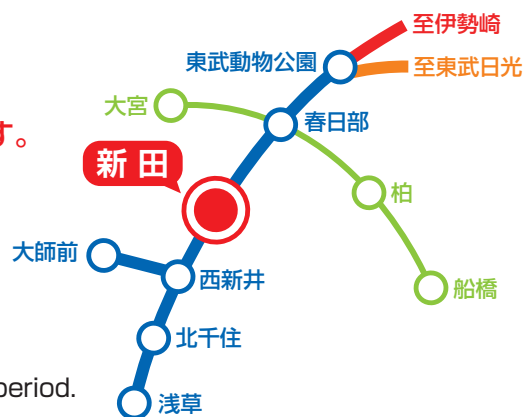 至伊勢崎
東武動物公園
至東武日光
大宮
春日部
す。
新田
柏
大師前
西新井
船橋
北千住
period.
浅草